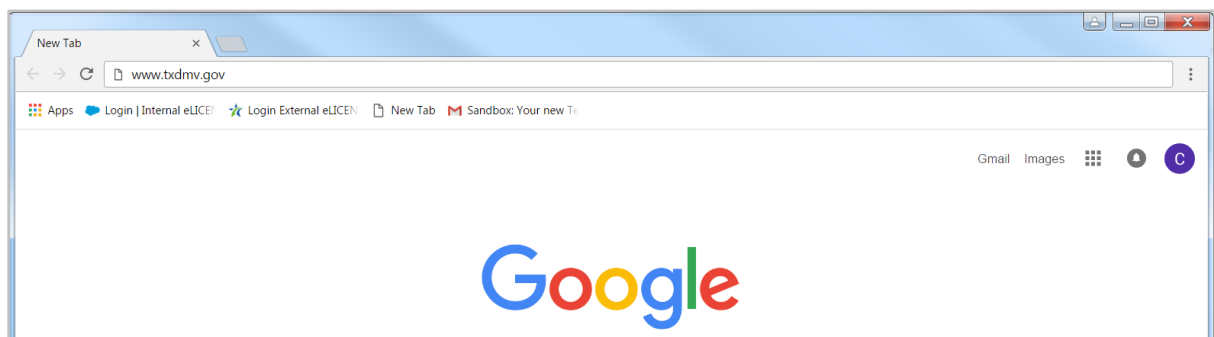 New Tab
www.txdmv.gov
Apps Login | Internal eLICEN Login External eLICEN New Tab Sandbox: Your new Te
Gmail Images C
Google